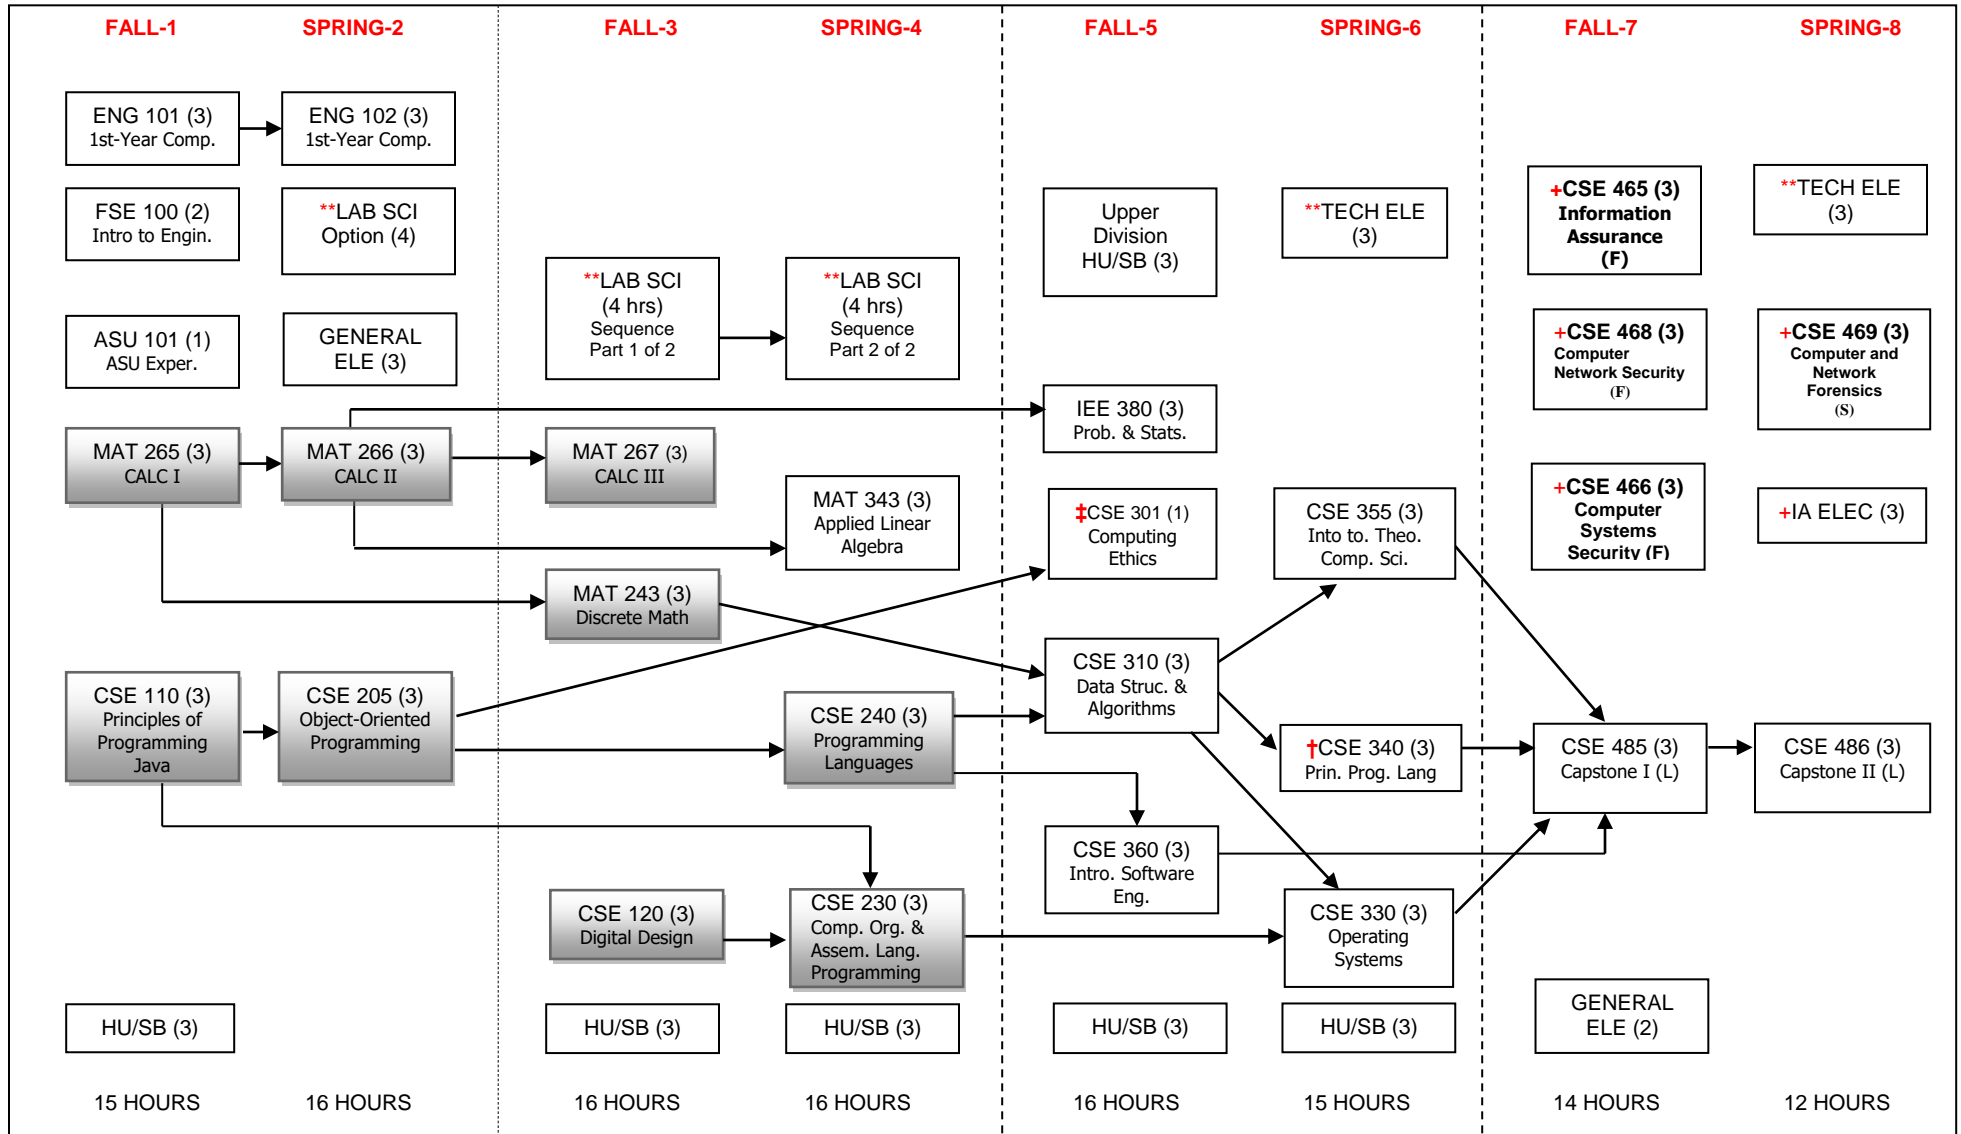 FALL-1
SPRING-2
FALL-3
SPRING-4
FALL-5
SPRING-6
FALL-7
SPRING-8
ENG 101 (3)
1st-Year Comp.
FSE 100 (2)
Intro to Engin.
ASU 101 (1)
ASU Exper.
MAT 265 (3)
CALC I
CSE 110 (3)
Principles of
Programming
Java
HU/SB (3)
15 HOURS
ENG 102 (3)
1st-Year Comp.
**LAB SCI
Option (4)
GENERAL
ELE (3)
MAT 266 (3)
CALC II
CSE 205 (3)
Object-Oriented
Programming
16 HOURS
**LAB SCI
(4 hrs)
Sequence
Part 1 of 2
MAT 267 (3)
CALC III
MAT 243 (3)
Discrete Math
CSE 120 (3)
Digital Design
HU/SB (3)
16 HOURS
**LAB SCI
(4 hrs)
Sequence
Part 2 of 2
MAT 343 (3)
Applied Linear
Algebra
CSE 240 (3)
Programming
Languages
CSE 230 (3)
Comp. Org. &
Assem. Lang.
Programming
HU/SB (3)
16 HOURS
Upper
Division
HU/SB (3)
IEE 380 (3)
Prob. & Stats.
‡CSE 301 (1)
Computing
Ethics
CSE 310 (3)
Data Struc. &
Algorithms
CSE 360 (3)
Intro. Software
Eng.
HU/SB (3)
16 HOURS
**TECH ELE
(3)
CSE 355 (3)
Into to. Theo.
Comp. Sci.
†CSE 340 (3)
Prin. Prog. Lang
CSE 330 (3)
Operating
Systems
HU/SB (3)
15 HOURS
+CSE 465 (3)
Information
Assurance
(F)
+CSE 468 (3)
Computer
Network Security
(F)
+CSE 466 (3)
Computer
Systems
Security (F)
CSE 485 (3)
Capstone I (L)
GENERAL
ELE (2)
14 HOURS
**TECH ELE
(3)
+CSE 469 (3)
Computer and
Network
Forensics
(S)
+IA ELEC (3)
CSE 486 (3)
Capstone II (L)
12 HOURS